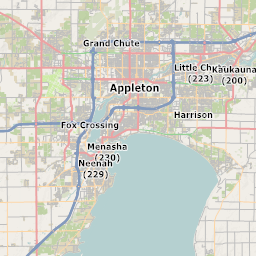 Grand Chute
Little Ch
(223)
Kaukauna
(200)
Appleton
Harrison
Fox Crossing
Menasha
(230)
Neenah
(229)